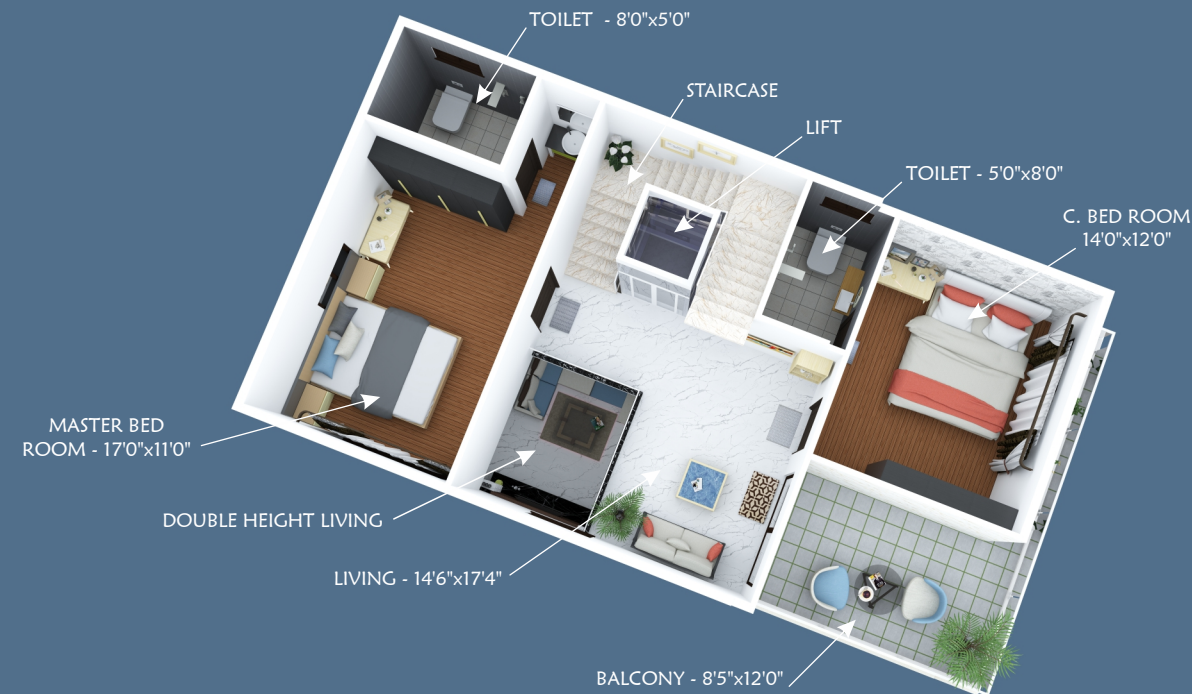 TOILET - 8'0"x5'0"
STAIRCASE
LIFT
TOILET - 5'0"x8'0"
C. BED ROOM
14'0"x12'0"
MASTER BED
ROOM - 17'0"x11'0"
DOUBLE HEIGHT LIVING
LIVING - 14'6"x17'4"
BALCONY - 8'5"x12'0"